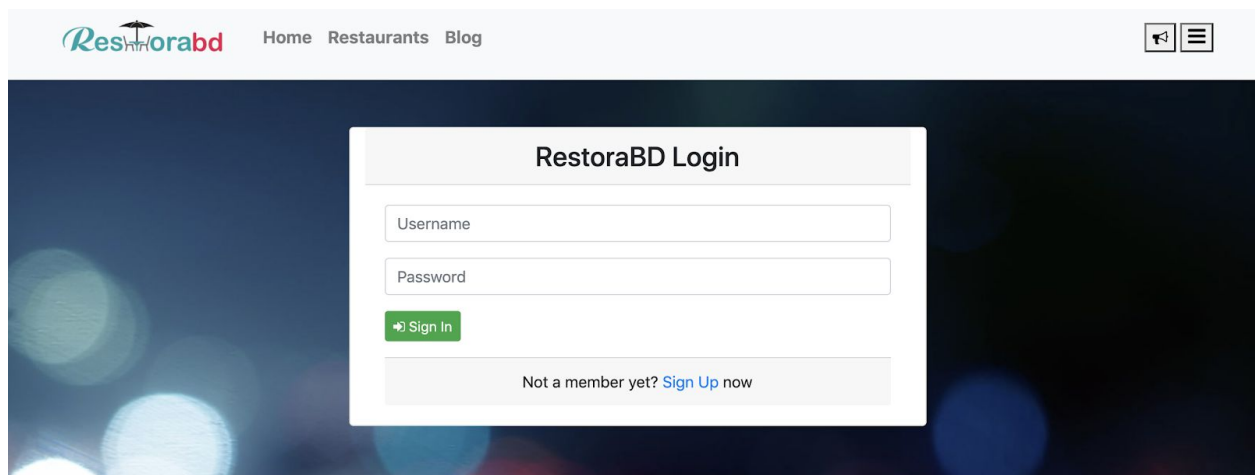 Restorabd Home Restaurants Blog
RestoraBD Login
Username
Password
Sign In
Not a member yet? Sign Up now